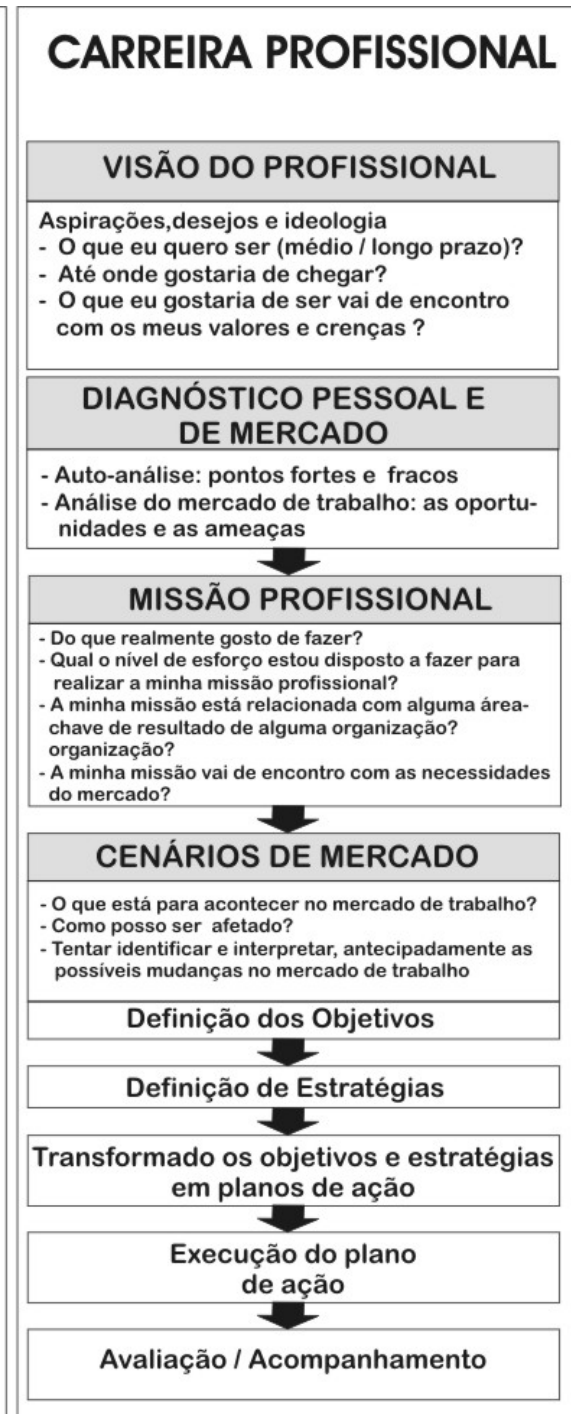 CARREIRA PROFISSIONAL
VISÃO DO PROFISSIONAL
Aspirações,desejos e ideologia
- O que eu quero ser (médio / longo prazo)?
- Até onde gostaria de chegar?
- O que eu gostaria de ser vai de encontro
com os meus valores e crenças ?
DIAGNÓSTICO PESSOAL E
DE MERCADO
- Auto-análise: pontos fortes e fracos
- Análise do mercado de trabalho: as oportu-
nidades e as ameaças
MISSÃO PROFISSIONAL
- Do que realmente gosto de fazer?
- Qual o nível de esforço estou disposto a fazer para
realizar a minha missão profissional?
- A minha missão está relacionada com alguma área-
chave de resultado de alguma organização?
organização?
- A minha missão vai de encontro com as necessidades
do mercado?
CENÁRIOS DE MERCADO
- O que está para acontecer no mercado de trabalho?
- Como posso ser afetado?
- Tentar identificar e interpretar, antecipadamente as
possíveis mudanças no mercado de trabalho
Definição dos Objetivos
Definição de Estratégias
Transformado os objetivos e estratégias
em planos de ação
Execução do plano
de ação
Avaliação / Acompanhamento